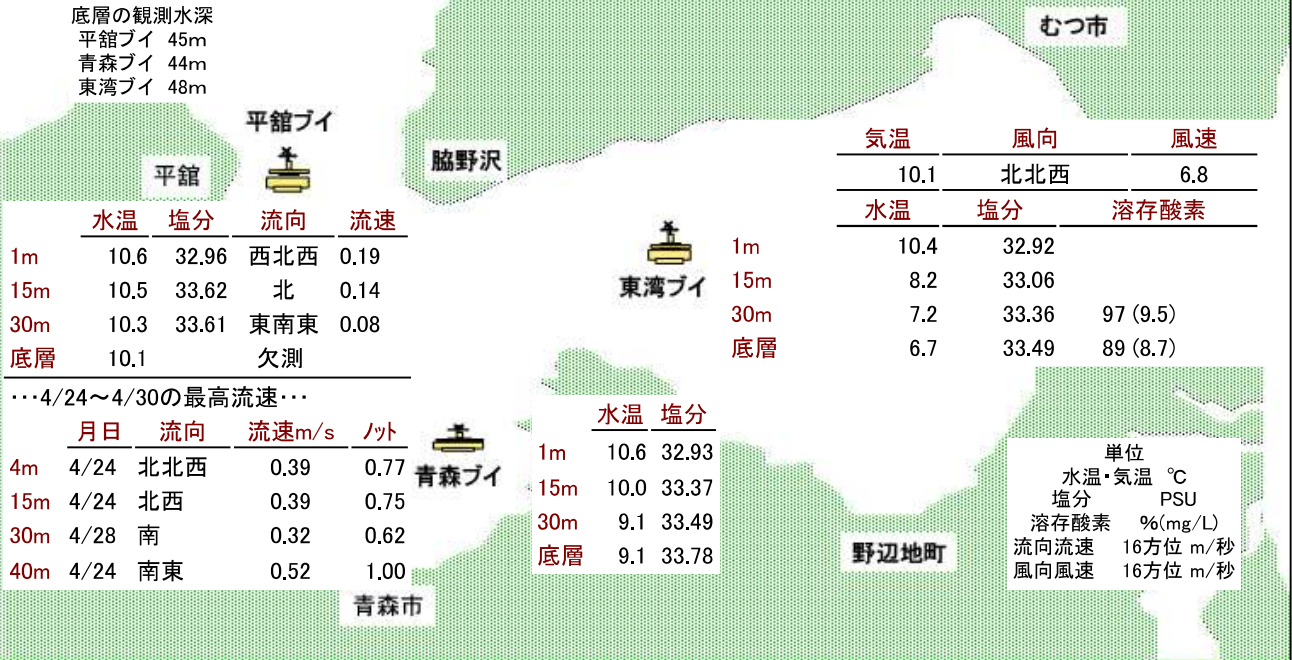 底層の観測水深
平舘ブイ 45m
青森ブイ 44m
東湾ブイ 48m
むつ市
平舘ブイ
脇野沢
平舘
気温 風向 風速
10.1 北北西 6.8
水温 塩分 溶存酸素
1m 10.4 32.92
15m 8.2 33.06
30m 7.2 33.36 97 (9.5)
底層 6.7 33.49 89 (8.7)
東湾ブイ
水温 塩分 流向 流速
1m 10.6 32.96 西北西 0.19
15m 10.5 33.62 北 0.14
30m 10.3 33.61 東南東 0.08
底層 10.1 欠測
…4/24～4/30の最高流速…
月日 流向 流速m/s ノット
4m 4/24 北北西 0.39 0.77
15m 4/24 北西 0.39 0.75
30m 4/28 南 0.32 0.62
40m 4/24 南東 0.52 1.00
青森ブイ
水温 塩分
1m 10.6 32.93
15m 10.0 33.37
30m 9.1 33.49
底層 9.1 33.78
青森市
野辺地町
単位
水温・気温 ℃
塩分 PSU
溶存酸素 %(mg/L)
流向流速 16方位 m/秒
風向風速 16方位 m/秒